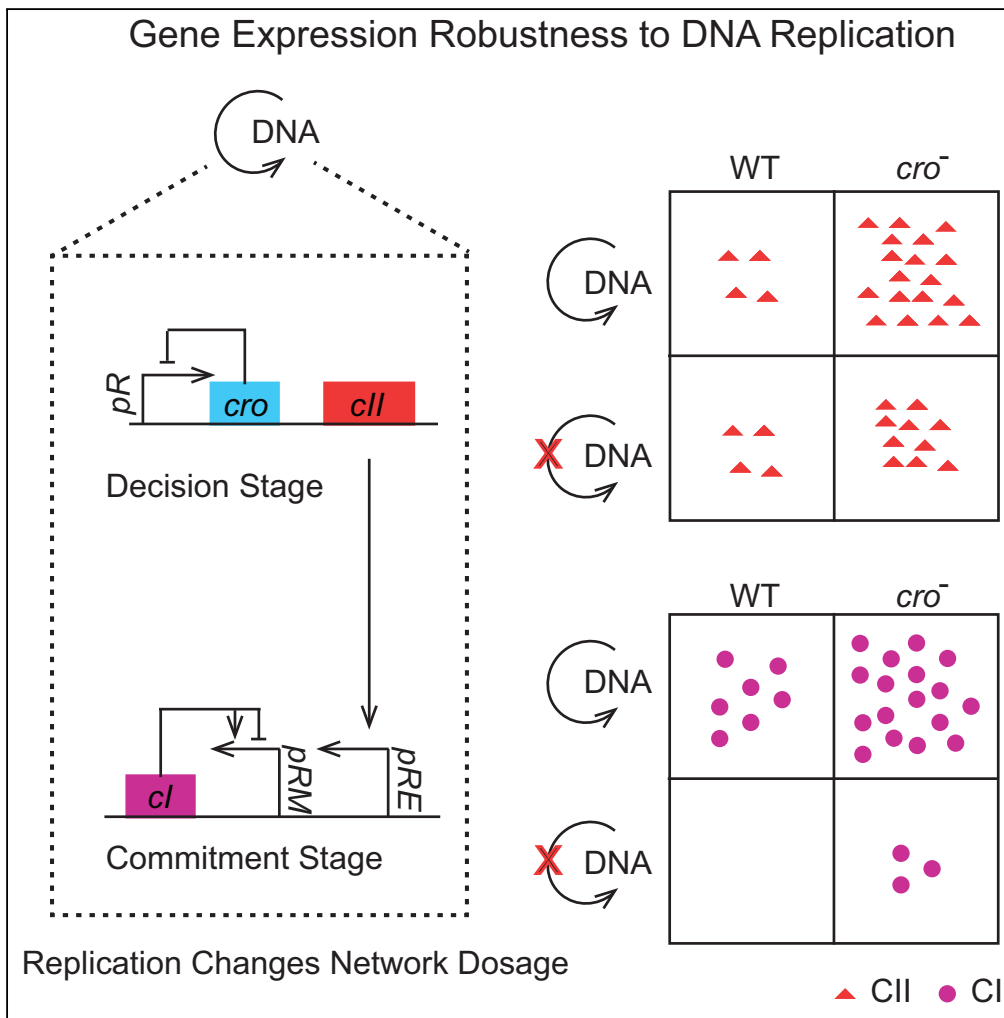 Gene Expression Robustness to DNA Replication
DNA
pR
cro
cII
Decision Stage
cI
pRM
pRE
Commitment Stage
Replication Changes Network Dosage
WT
cro⁻
DNA
X
DNA
WT
cro⁻
DNA
X
DNA
CII
CI